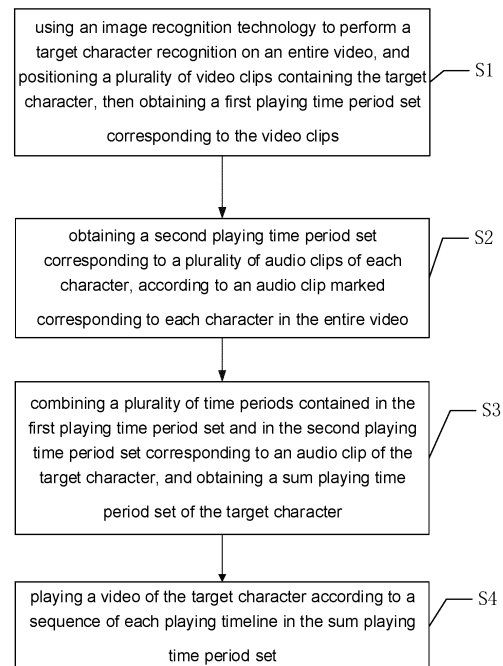 using an image recognition technology to perform a
target character recognition on an entire video, and
positioning a plurality of video clips containing the target
character, then obtaining a first playing time period set
corresponding to the video clips
S1
obtaining a second playing time period set
corresponding to a plurality of audio clips of each
character, according to an audio clip marked
corresponding to each character in the entire video
S2
combining a plurality of time periods contained in the
first playing time period set and in the second playing
time period set corresponding to an audio clip of the
target character, and obtaining a sum playing time
period set of the target character
S3
playing a video of the target character according to a
sequence of each playing timeline in the sum playing
time period set
S4